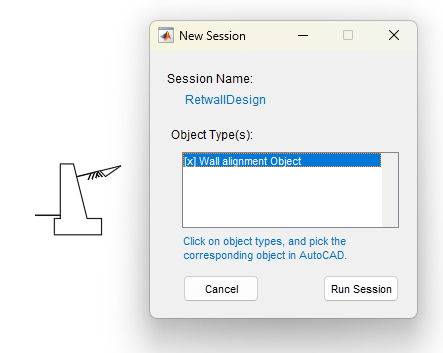 New Session
Session Name:
RetwallDesign
Object Type(s):
[x] Wall alignment Object
Click on object types, and pick the
corresponding object in AutoCAD.
Cancel Run Session